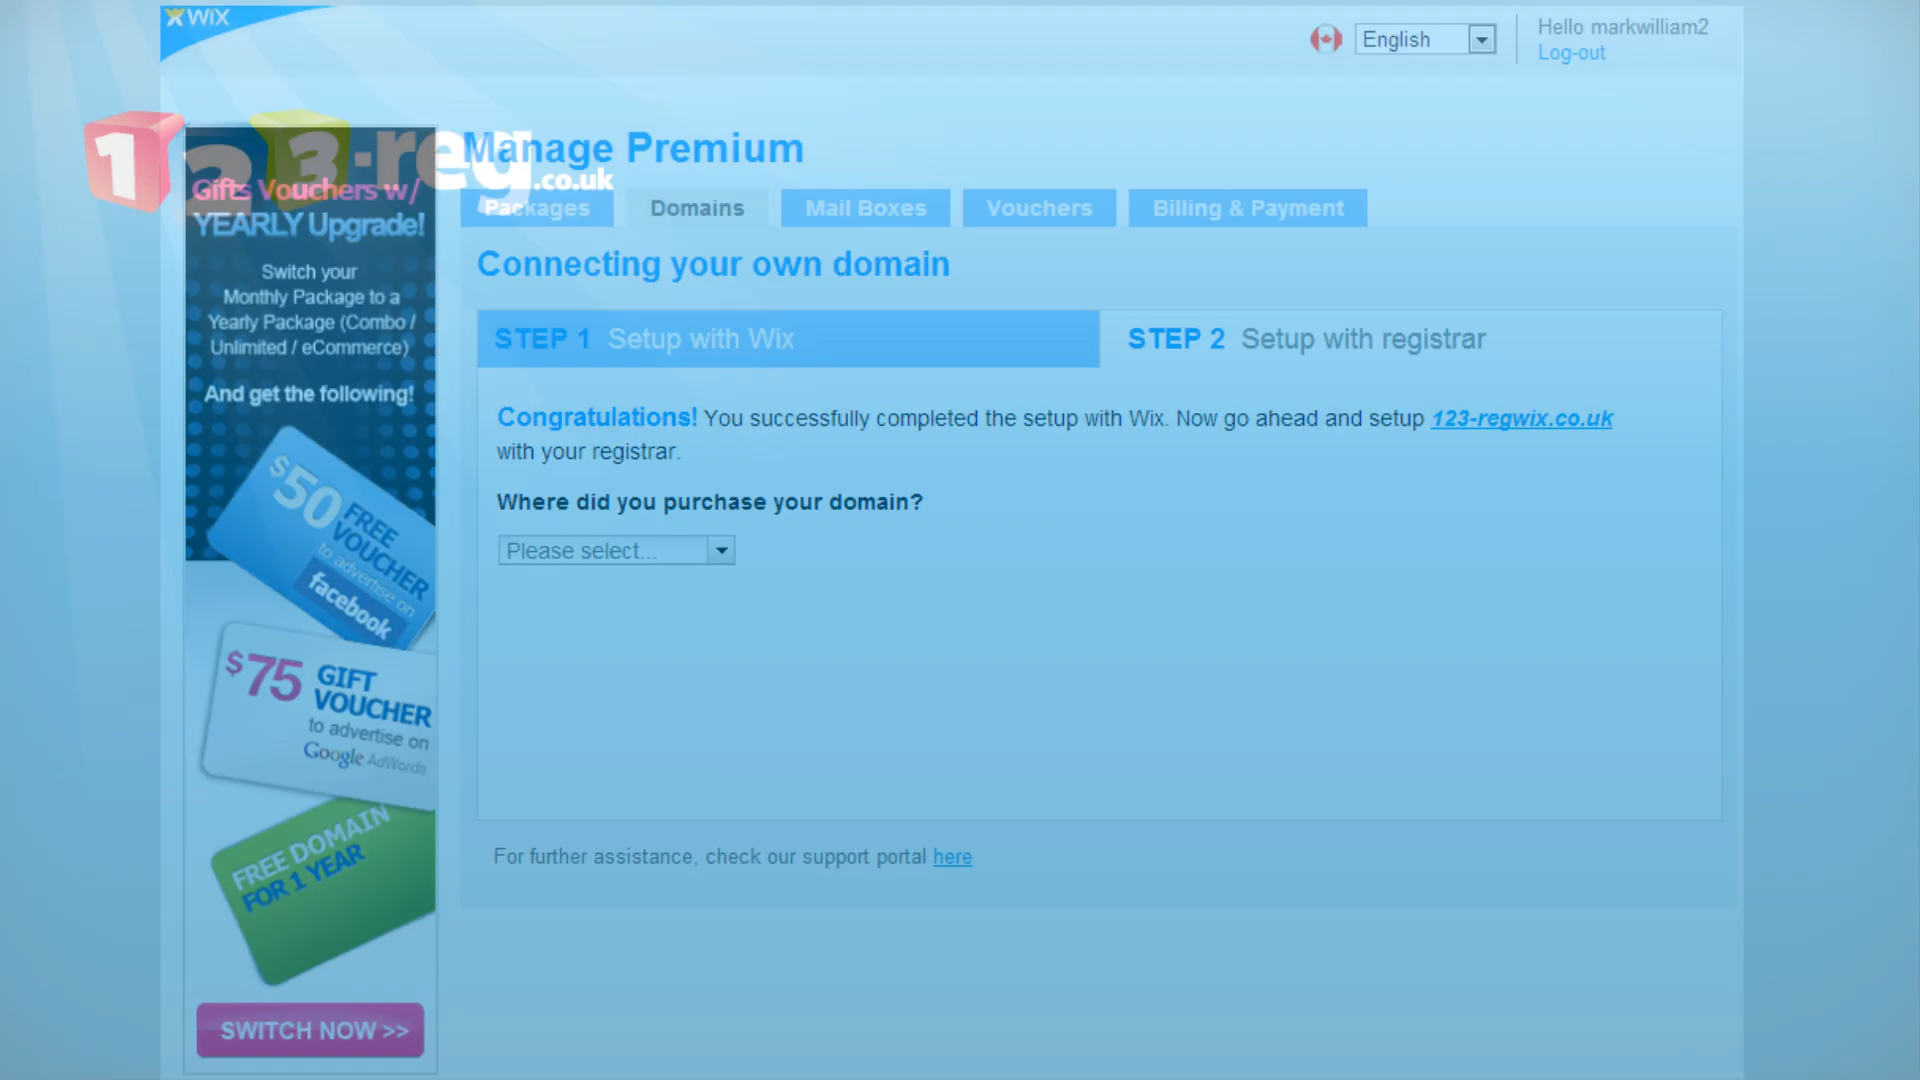 WiX
English
Hello markwilliam2
Log-out
123-reg.co.uk
Manage Premium
Packages
Domains
Mail Boxes
Vouchers
Billing & Payment
Gifts Vouchers w/
YEARLY Upgrade!
Switch your
Monthly Package to a
Yearly Package (Combo /
Unlimited / eCommerce)
And get the following!
$50 FREE
VOUCHER
to advertise on
facebook
$75 GIFT
VOUCHER
to advertise on
Google AdWords
FREE DOMAIN
FOR 1 YEAR
SWITCH NOW >>
Connecting your own domain
STEP 1 Setup with Wix
STEP 2 Setup with registrar
Congratulations! You successfully completed the setup with Wix. Now go ahead and setup 123-regwix.co.uk
with your registrar.
Where did you purchase your domain?
Please select...
For further assistance, check our support portal here